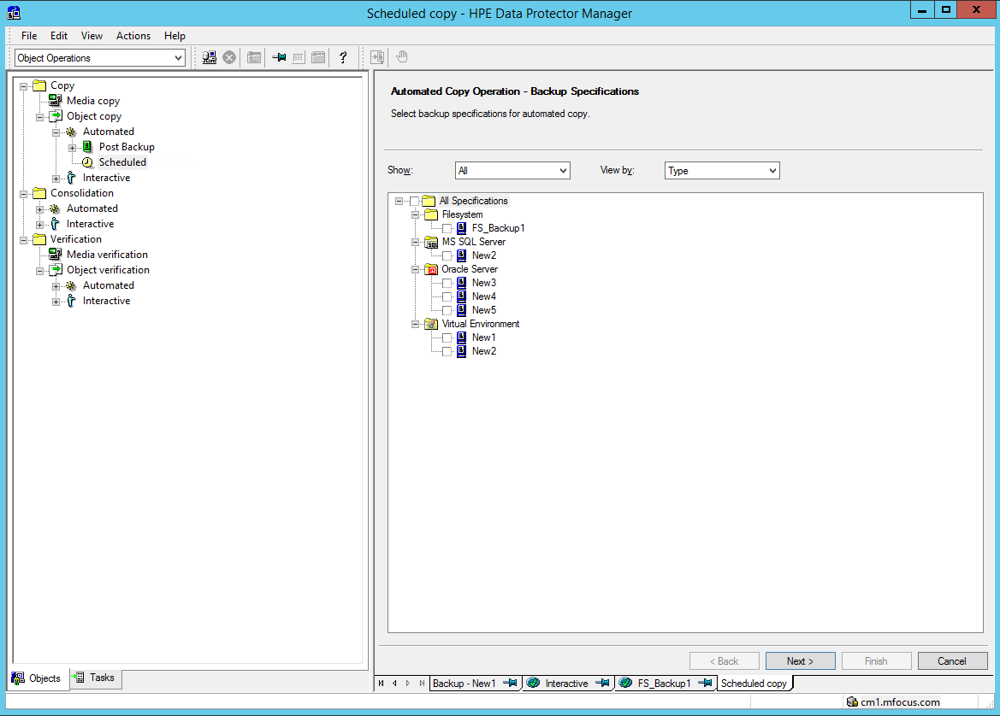 Scheduled copy - HPE Data Protector Manager
File Edit View Actions Help
Object Operations
Copy
Media copy
Object copy
Automated
Post Backup
Scheduled
Interactive
Consolidation
Automated
Interactive
Verification
Media verification
Object verification
Automated
Interactive
Objects
Tasks
Automated Copy Operation - Backup Specifications
Select backup specifications for automated copy.
Show: All View by: Type
All Specifications
Filesystem
FS_Backup1
MS SQL Server
New2
Oracle Server
New3
New4
New5
Virtual Environment
New1
New2
< Back Next > Finish Cancel
Backup - New1 Interactive FS_Backup1 Scheduled copy
cm1.mfocus.com